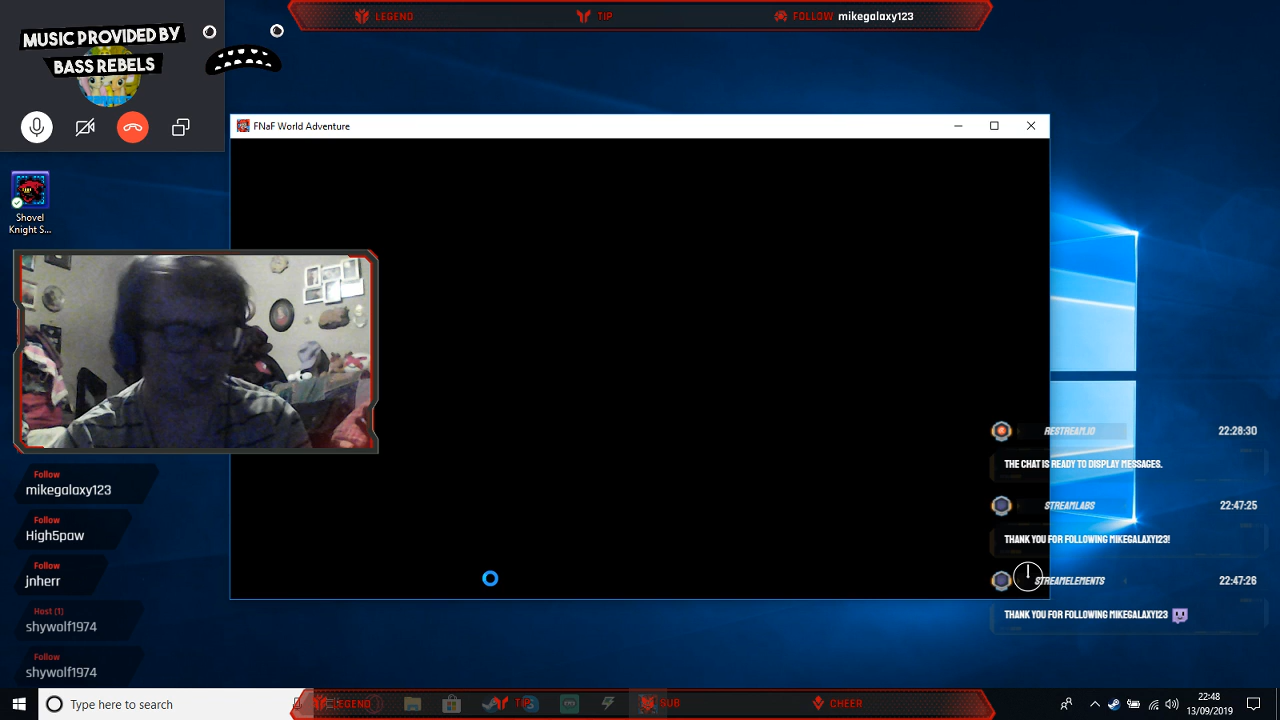 LEGEND
TIP
FOLLOW mikegalaxy123
MUSIC PROVIDED BY
BASS REBELS
FNaF World Adventure
Shovel
Knight S...
RESTREAM.IO
22:28:30
THE CHAT IS READY TO DISPLAY MESSAGES.
STREAMLABS
22:47:25
THANK YOU FOR FOLLOWING MIKEGALAXY123!
STREAMELEMENTS
22:47:26
THANK YOU FOR FOLLOWING MIKEGALAXY123
Follow
mikegalaxy123
Follow
High5paw
Follow
jnherr
Host (1)
shywolf1974
Follow
shywolf1974
Type here to search
LEGEND
TIP
SUB
CHEER
22:48
13/09/2019